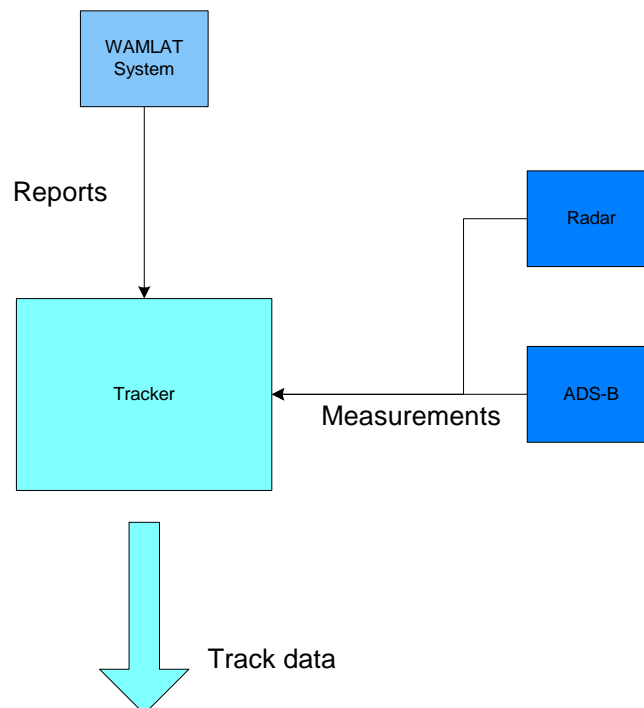 WAMLAT
System
Reports
Radar
Tracker
ADS-B
Measurements
Track data